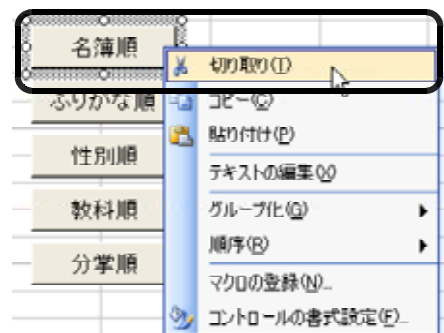 名簿順
切り取り(T)
ふりがな順
コピー(C)
貼り付け(P)
性別順
テキストの編集(X)
教科順
グループ化(G)
順序(R)
分掌順
マクロの登録(N)...
コントロールの書式設定(F)...